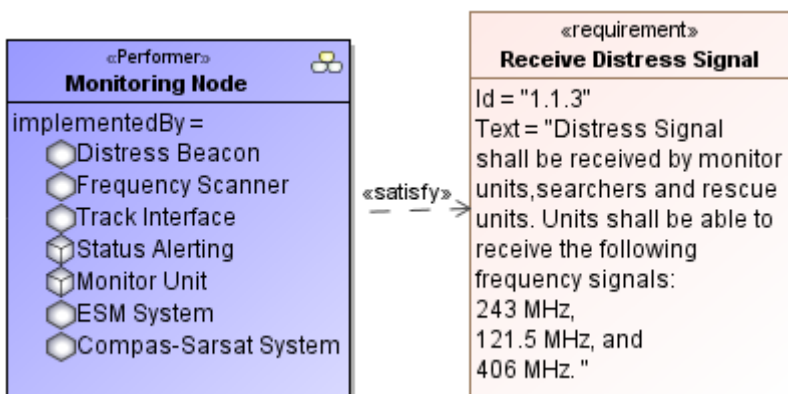 «Performer»
Monitoring Node
implementedBy =
Distress Beacon
Frequency Scanner
Track Interface
Status Alerting
Monitor Unit
ESM System
Compas-Sarsat System
«satisfy»
«requirement»
Receive Distress Signal
Id = "1.1.3"
Text = "Distress Signal
shall be received by monitor
units,searchers and rescue
units. Units shall be able to
receive the following
frequency signals:
243 MHz,
121.5 MHz, and
406 MHz. "